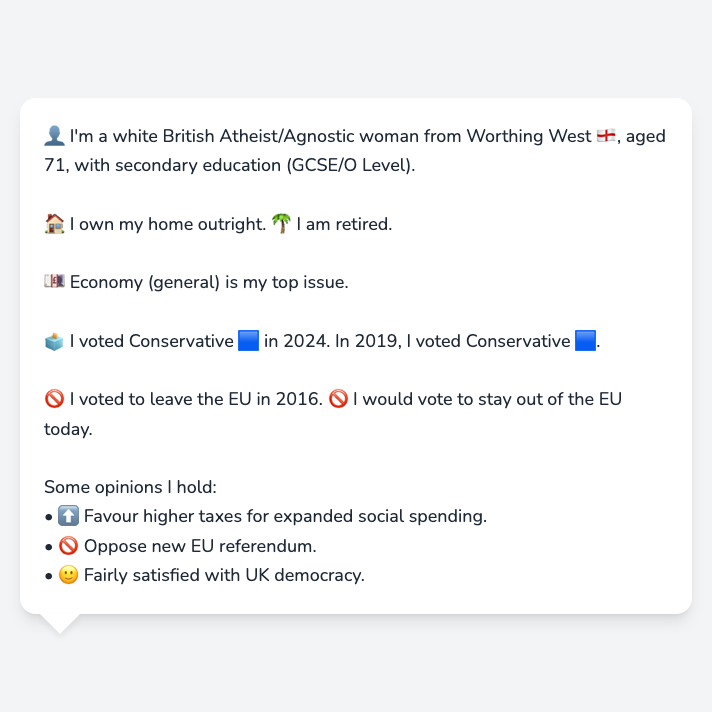 👤 I'm a white British Atheist/Agnostic woman from Worthing West 🏴󠁧󠁢󠁥󠁮󠁧󠁿, aged
71, with secondary education (GCSE/O Level).
🏠 I own my home outright. 🌴 I am retired.
💷 Economy (general) is my top issue.
🗳️ I voted Conservative 🟦 in 2024. In 2019, I voted Conservative 🟦.
🚫 I voted to leave the EU in 2016. 🚫 I would vote to stay out of the EU
today.
Some opinions I hold:
• ⬆️ Favour higher taxes for expanded social spending.
• 🚫 Oppose new EU referendum.
• 🙂 Fairly satisfied with UK democracy.